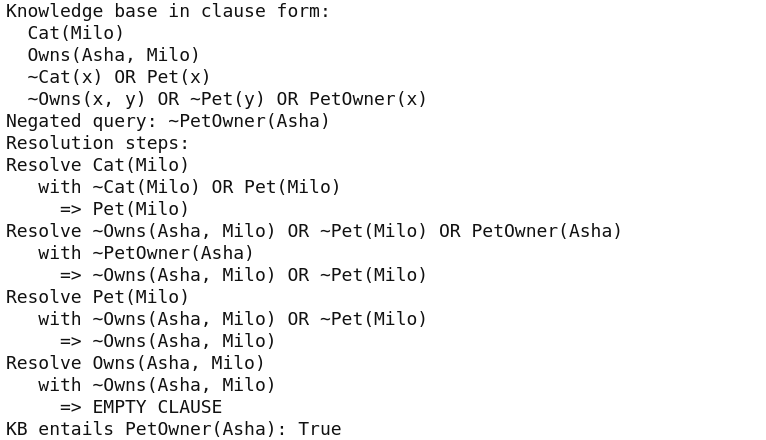 Knowledge base in clause form:
  Cat(Milo)
  Owns(Asha, Milo)
  ~Cat(x) OR Pet(x)
  ~Owns(x, y) OR ~Pet(y) OR PetOwner(x)
Negated query: ~PetOwner(Asha)
Resolution steps:
Resolve Cat(Milo)
   with ~Cat(Milo) OR Pet(Milo)
     => Pet(Milo)
Resolve ~Owns(Asha, Milo) OR ~Pet(Milo) OR PetOwner(Asha)
   with ~PetOwner(Asha)
     => ~Owns(Asha, Milo) OR ~Pet(Milo)
Resolve Pet(Milo)
   with ~Owns(Asha, Milo) OR ~Pet(Milo)
     => ~Owns(Asha, Milo)
Resolve Owns(Asha, Milo)
   with ~Owns(Asha, Milo)
     => EMPTY CLAUSE
KB entails PetOwner(Asha): True